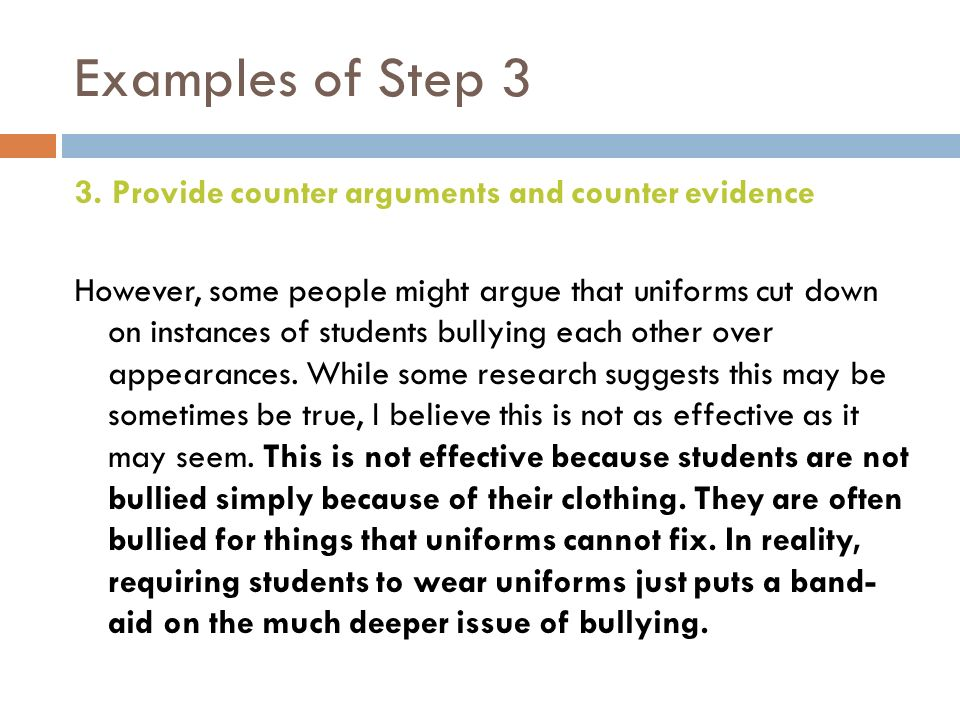 Examples of Step 3
3. Provide counter arguments and counter evidence
However, some people might argue that uniforms cut down
on instances of students bullying each other over
appearances. While some research suggests this may be
sometimes be true, I believe this is not as effective as it
may seem. This is not effective because students are not
bullied simply because of their clothing. They are often
bullied for things that uniforms cannot fix. In reality,
requiring students to wear uniforms just puts a band-
aid on the much deeper issue of bullying.